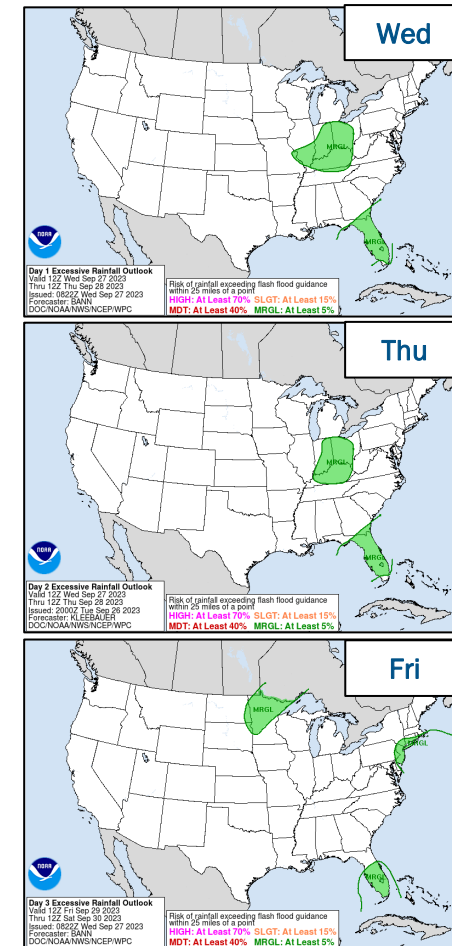 Wed
MRGL
MRGL
NOAA
Day 1 Excessive Rainfall Outlook
Valid 12Z Wed Sep 27 2023
Thru 12Z Thu Sep 28 2023
Issued: 0822Z Wed Sep 27 2023
Forecaster: BANN
DOC/NOAA/NWS/NCEP/WPC
Risk of rainfall exceeding flash flood guidance
within 25 miles of a point
HIGH: At Least 70% SLGT: At Least 15%
MDT: At Least 40% MRGL: At Least 5%
Thu
MRGL
MRGL
NOAA
Day 2 Excessive Rainfall Outlook
Valid 12Z Wed Sep 27 2023
Thru 12Z Thu Sep 28 2023
Issued: 2000Z Tue Sep 26 2023
Forecaster: KLEEBAUER
DOC/NOAA/NWS/NCEP/WPC
Risk of rainfall exceeding flash flood guidance
within 25 miles of a point
HIGH: At Least 70% SLGT: At Least 15%
MDT: At Least 40% MRGL: At Least 5%
Fri
MRGL
MRGL
MRGL
NOAA
Day 3 Excessive Rainfall Outlook
Valid 12Z Fri Sep 29 2023
Thru 12Z Sat Sep 30 2023
Issued: 0822Z Wed Sep 27 2023
Forecaster: BANN
DOC/NOAA/NWS/NCEP/WPC
Risk of rainfall exceeding flash flood guidance
within 25 miles of a point
HIGH: At Least 70% SLGT: At Least 15%
MDT: At Least 40% MRGL: At Least 5%